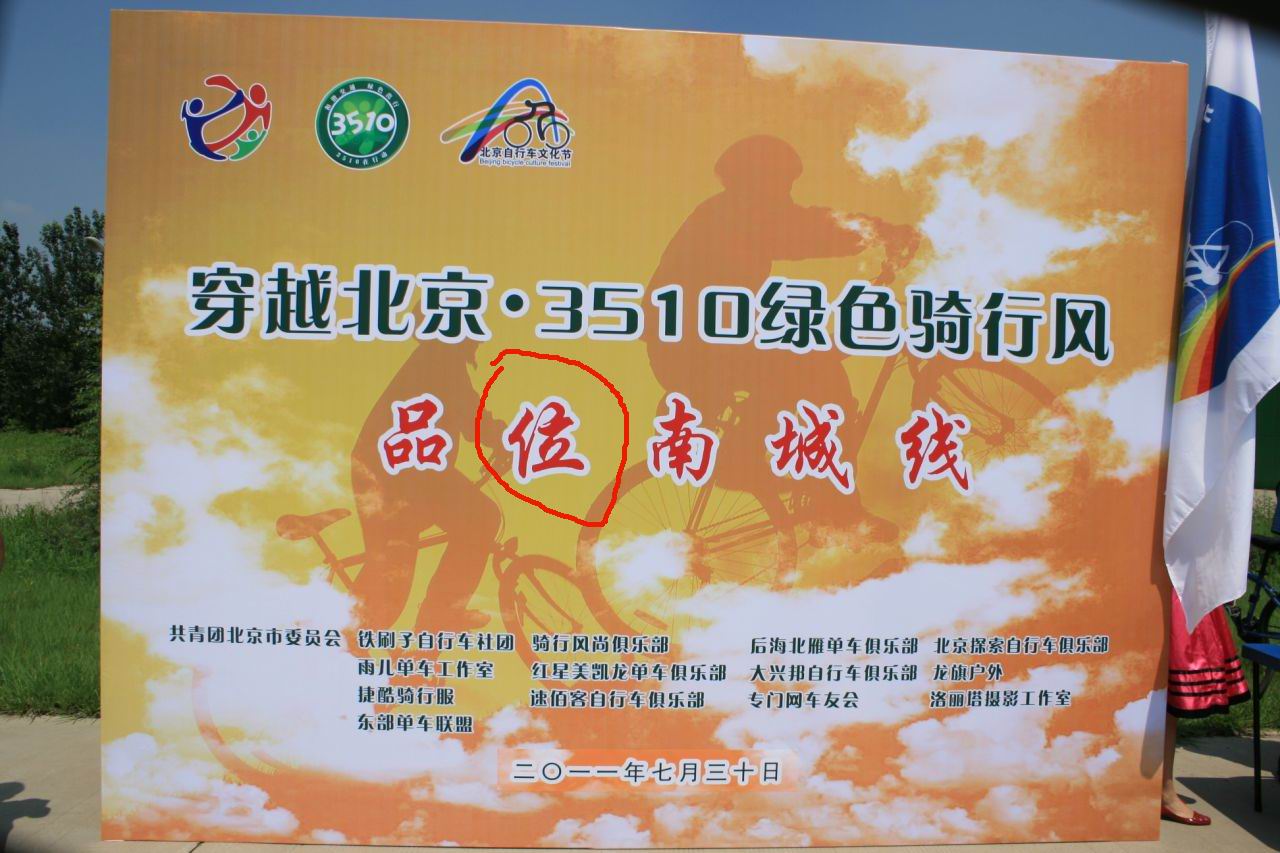 3510
3510在行动
北京自行车文化节
Beijing bicycle culture festival
穿越北京·3510绿色骑行风
品位南城线
共青团北京市委员会 铁刷子自行车社团 骑行风尚俱乐部 后海北雁单车俱乐部 北京探索自行车俱乐部
雨儿单车工作室 红星美凯龙单车俱乐部 大兴邦自行车俱乐部 龙旗户外
捷酷骑行服 速佰客自行车俱乐部 专门网车友会 洛丽塔摄影工作室
东部单车联盟
二〇一一年七月三十日